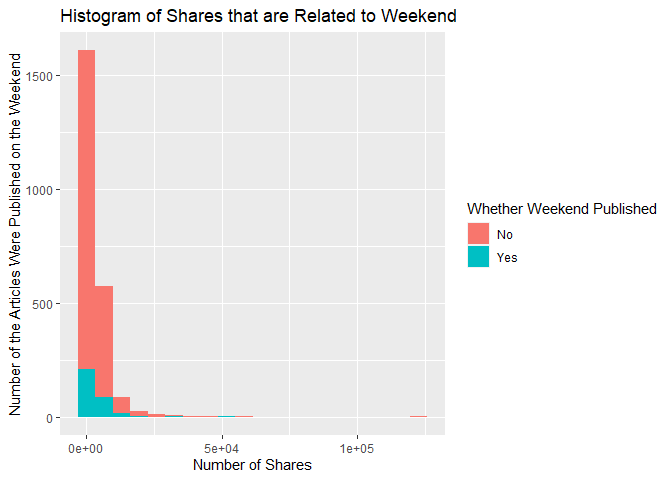 Histogram of Shares that are Related to Weekend
Number of the Articles Were Published on the Weekend
1500
1000
500
0
0e+00
5e+04
1e+05
Number of Shares
Whether Weekend Published
No
Yes